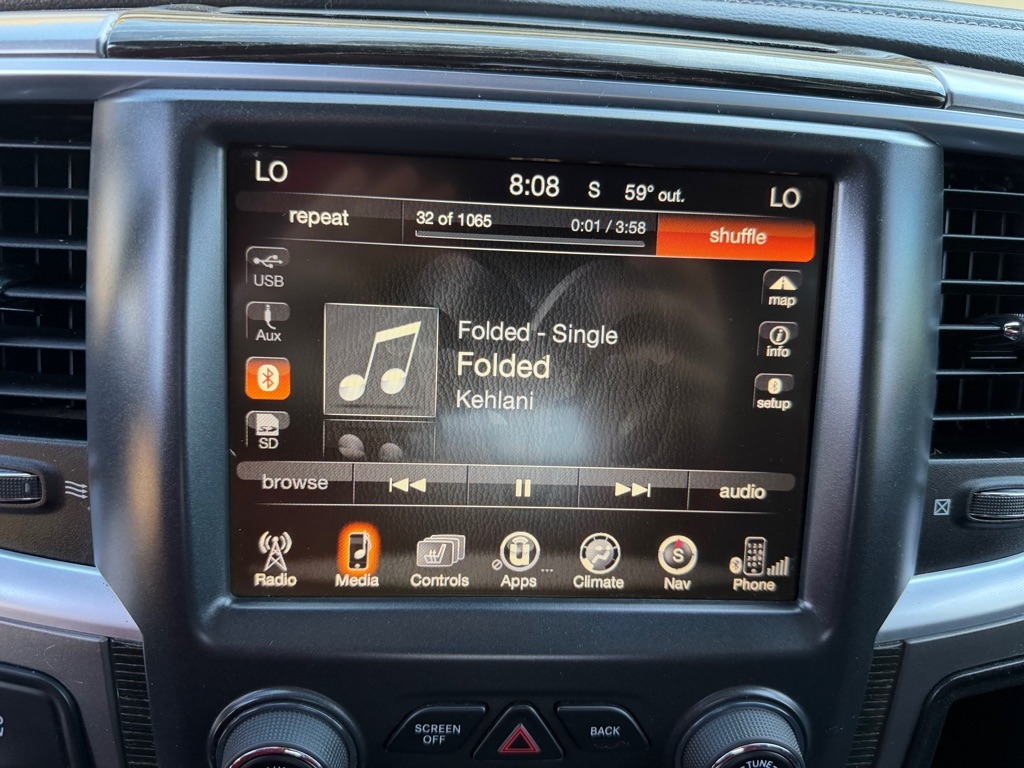 LO 8:08 S 59° out. LO
repeat 32 of 1065 0:01 / 3:58 shuffle
USB
Aux
SD
Folded - Single
Folded
Kehlani
map
info
setup
browse audio
Radio Media Controls Apps ... Climate Nav Phone
S
SCREEN
OFF
BACK
TUNE